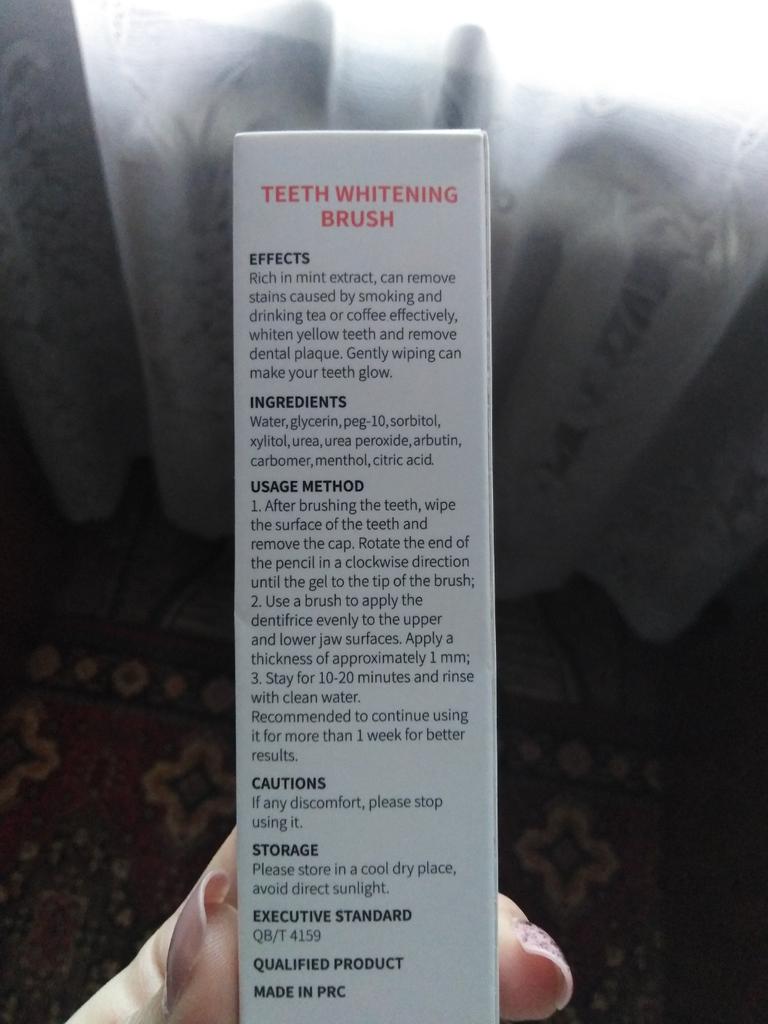 TEETH WHITENING
BRUSH
EFFECTS
Rich in mint extract, can remove
stains caused by smoking and
drinking tea or coffee effectively,
whiten yellow teeth and remove
dental plaque. Gently wiping can
make your teeth glow.
INGREDIENTS
Water, glycerin, peg-10, sorbitol,
xylitol, urea, urea peroxide, arbutin,
carbomer, menthol, citric acid.
USAGE METHOD
1. After brushing the teeth, wipe
the surface of the teeth and
remove the cap. Rotate the end of
the pencil in a clockwise direction
until the gel to the tip of the brush;
2. Use a brush to apply the
dentifrice evenly to the upper
and lower jaw surfaces. Apply a
thickness of approximately 1 mm;
3. Stay for 10-20 minutes and rinse
with clean water.
Recommended to continue using
it for more than 1 week for better
results.
CAUTIONS
If any discomfort, please stop
using it.
STORAGE
Please store in a cool dry place,
avoid direct sunlight.
EXECUTIVE STANDARD
QB/T 4159
QUALIFIED PRODUCT
MADE IN PRC